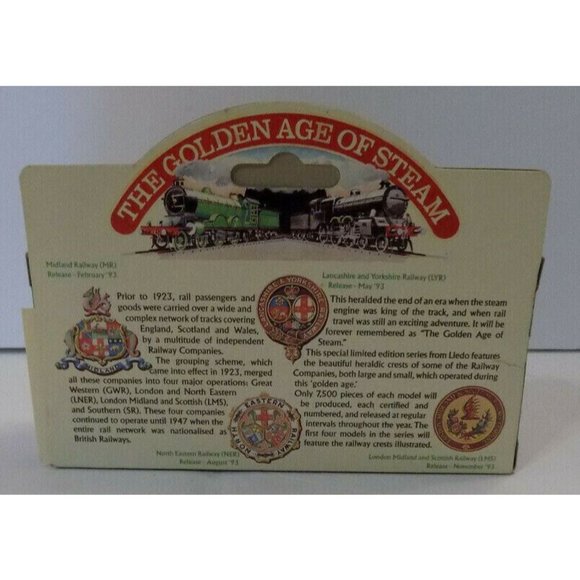 THE GOLDEN AGE OF STEAM
Midland Railway (MR)
Release - February '93
Lancashire and Yorkshire Railway (LYR)
Release - May '93
Prior to 1923, rail passengers and
goods were carried over a wide and
complex network of tracks covering
England, Scotland and Wales,
by a multitude of independent
Railway Companies.
The grouping scheme, which
came into effect in 1923, merged
all those companies into four major operations: Great
Western (GWR), London and North Eastern
(LNER), London Midland and Scottish (LMS),
and Southern (SR). These four companies
continued to operate until 1947 when the
entire rail network was nationalised as
British Railways.
This heralded the end of an era when the steam
engine was king of the track, and when rail
travel was still an exciting adventure. It will be
forever remembered as "The Golden Age of
Steam."
This special limited edition series from Lledo features
the beautiful heraldic crests of some of the Railway
Companies, both large and small, which operated during
this 'golden age.'
Only 7,500 pieces of each model will
be produced, each certified and
numbered, and released at regular
intervals throughout the year. The
first four models in the series will
feature the railway crests illustrated.
LANCASHIRE & YORKSHIRE
NORTH EASTERN RAILWAY
North Eastern Railway (NER)
Release - August '93
London Midland and Scottish Railway (LMS)
Release - November '93